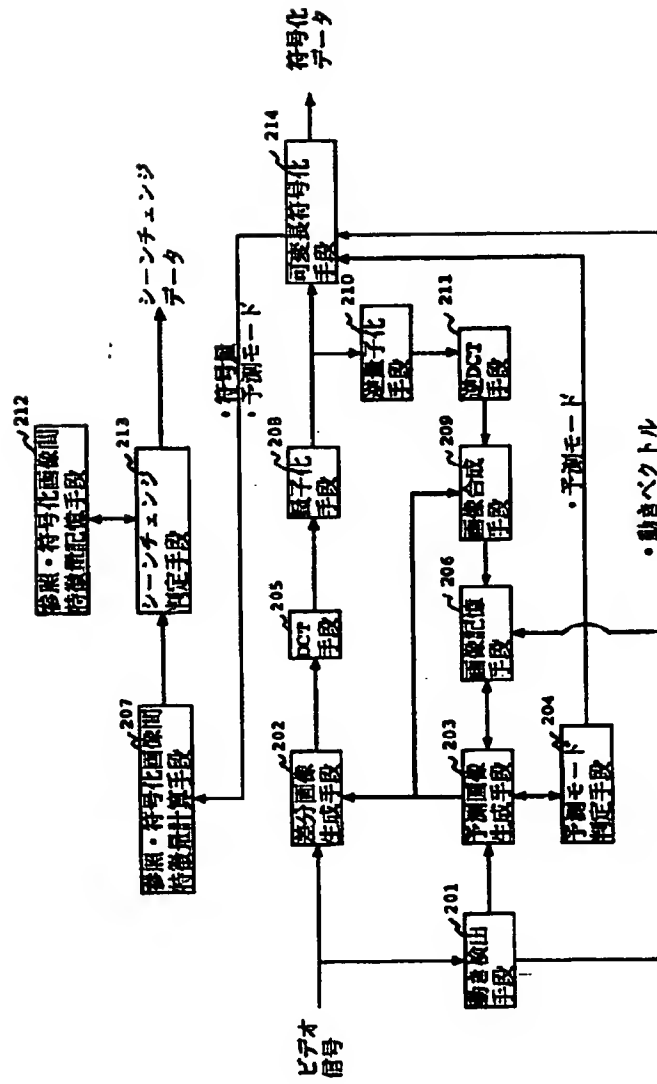 ビデオ
信号
201
動き検出
手段
202
差分画像
生成手段
203
予測画像
生成手段
204
予測モード
判定手段
205
DCT
手段
206
画像記憶
手段
207
参照・符号化画像間
特徴量計算手段
208
量子化
手段
209
画像合成
手段
210
逆量子化
手段
211
逆DCT
手段
212
参照・符号化画像間
特徴量記憶手段
213
シーンチェンジ
判定手段
214
可変長符号化
手段
シーンチェンジ
データ
符号化
データ
・符号量
・予測モード
・予測モード
・動きベクトル